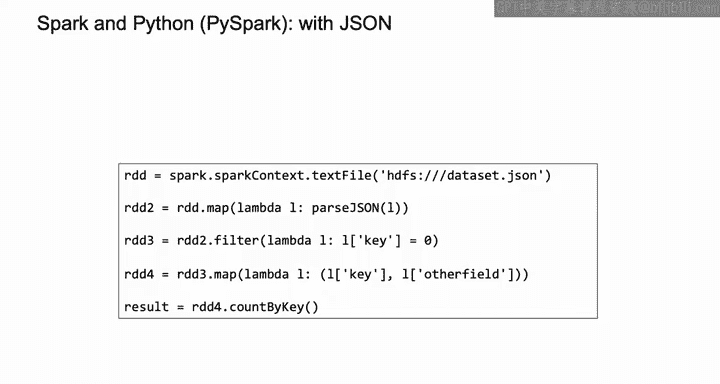 Spark and Python (PySpark): with JSON
rdd = spark.sparkContext.textFile('hdfs:///dataset.json')
rdd2 = rdd.map(lambda l: parseJSON(l))
rdd3 = rdd2.filter(lambda l: l['key'] = 0)
rdd4 = rdd3.map(lambda l: (l['key'], l['otherfield']))
result = rdd4.countByKey()